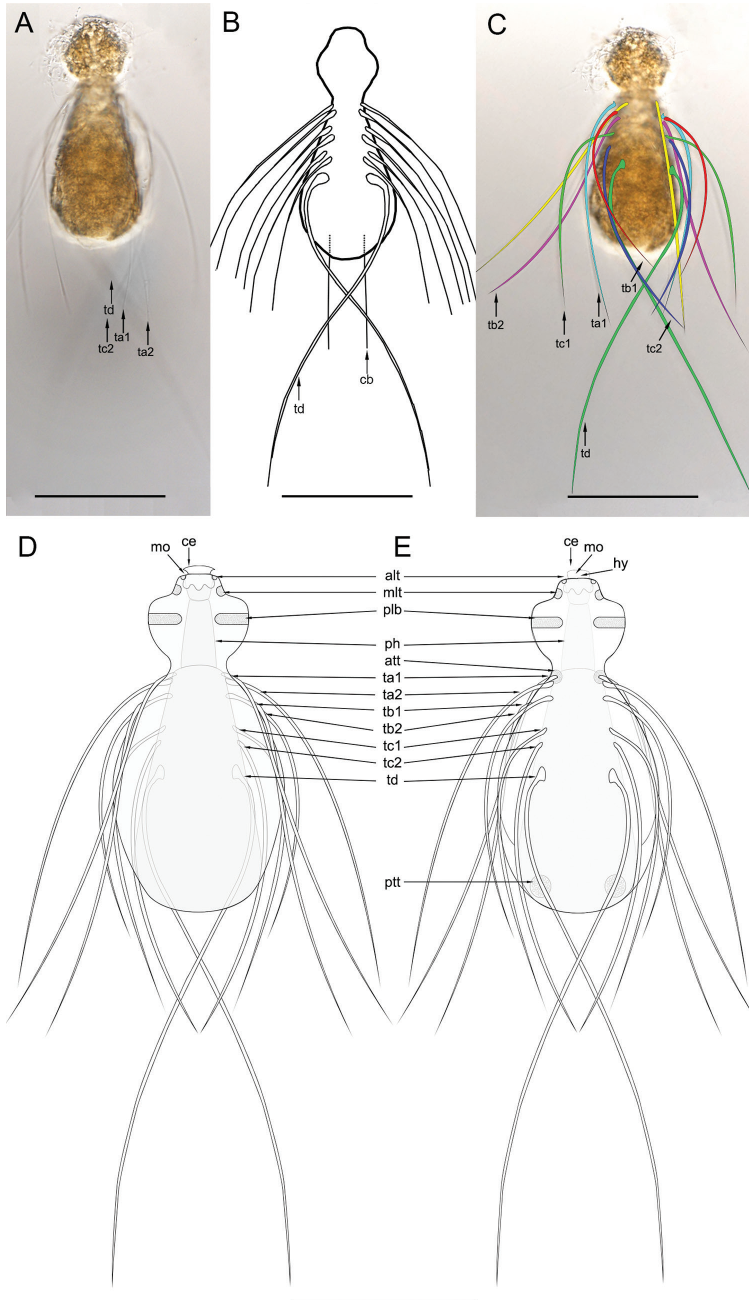 A
td
tc2
ta1
ta2
B
cb
td
C
tb1
tb2
tc1
ta1
tc2
td
D
ce
mo
E
ce
mo
hy
alt
mlt
plb
ph
att
ta1
ta2
tb1
tb2
tc1
tc2
td
ptt